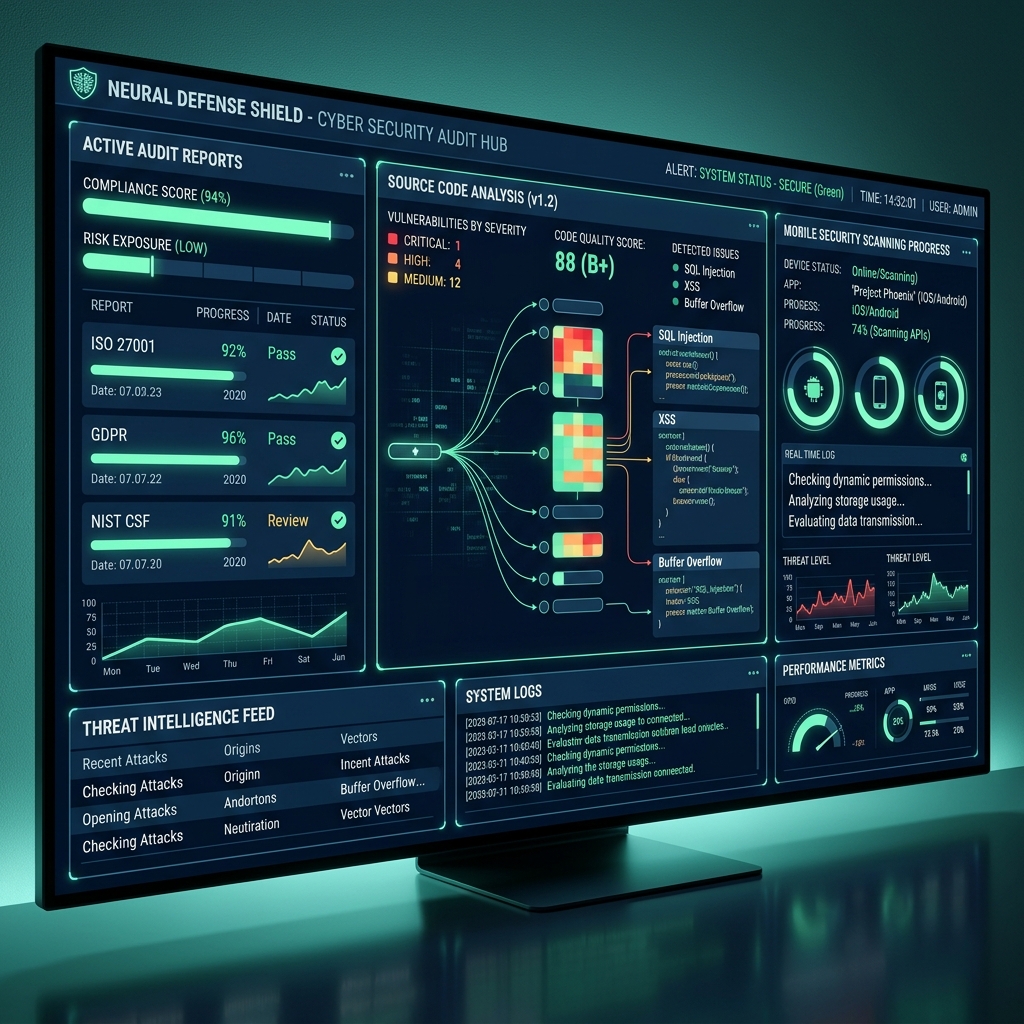 NEURAL DEFENSE SHIELD - CYBER SECURITY AUDIT HUB
ALERT: SYSTEM STATUS - SECURE (Green) | TIME: 14:32:01 | USER: ADMIN
ACTIVE AUDIT REPORTS
COMPLIANCE SCORE (94%)
RISK EXPOSURE (LOW)
REPORT PROGRESS | DATE STATUS
ISO 27001 92% Pass
Date: 07.09.23 2020
GDPR 96% Pass
Date: 07.07.22 2020
NIST CSF 91% Review
Date: 07.07.20 2020
100
75
50
25
0
Mon Tue Wed Thu Fri Sat Jun
SOURCE CODE ANALYSIS (v1.2)
VULNERABILITIES BY SEVERITY
CRITICAL: 1
HIGH: 4
MEDIUM: 12
CODE QUALITY SCORE:
88 (B+)
DETECTED ISSUES
SQL Injection
XSS
Buffer Overflow
SQL Injection
XSS
Buffer Overflow
MOBILE SECURITY SCANNING PROGRESS
DEVICE STATUS: Online/Scanning)
APP: "Preject Phoenix" (IOS/Android)
PROGESS: iOS/Android
PROGRESS: 74% (Scanning APIs)
REAL TIME LOG
Checking dynamic permissions...
Analyzing storage usage...
Evaluating data transmission...
THREAT LEVEL
THREAT LEVEL
THREAT INTELLIGENCE FEED
Recent Attacks Origins Vectors
Checking Attacks Originn Incent Attacks
Opening Attacks Andortons Buffer Overflow...
Checking Attacks Neutiration Vector Vectors
SYSTEM LOGS
Checking dynamic permissions...
Analyzing storage usage to connected...
Checking dynamic permissions...
Analyzing the storage usage...
Evaluating date transmission connected.
PERFORMANCE METRICS
APP